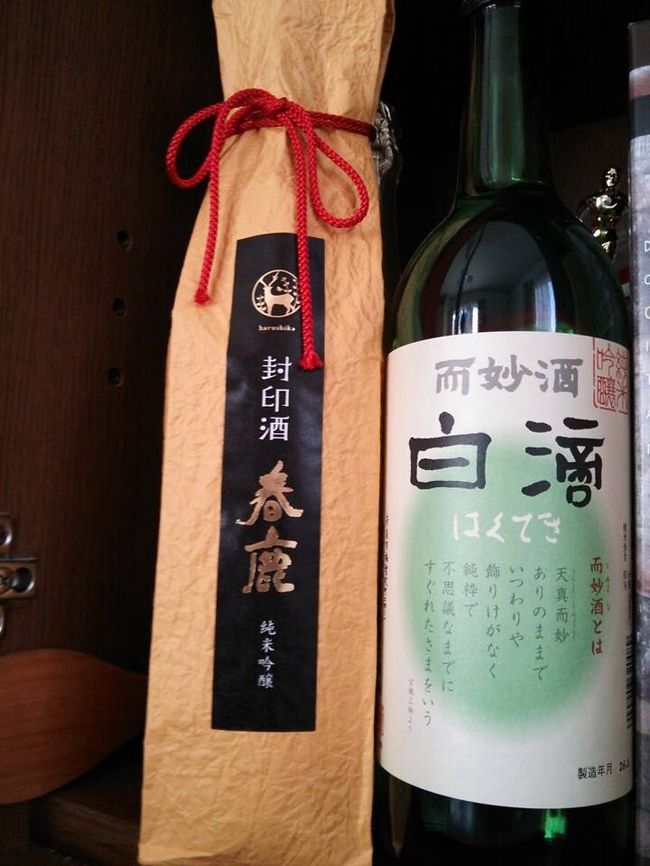 harushika
封印酒
春鹿
純米吟醸
純米
吟醸
而妙酒
白滴
はくてき
而妙酒とは
天真而妙
ありのままで
いつわりや
飾りけがなく
純粋で
不思議なまでに
すぐれたさまをいう
製造年月 26.